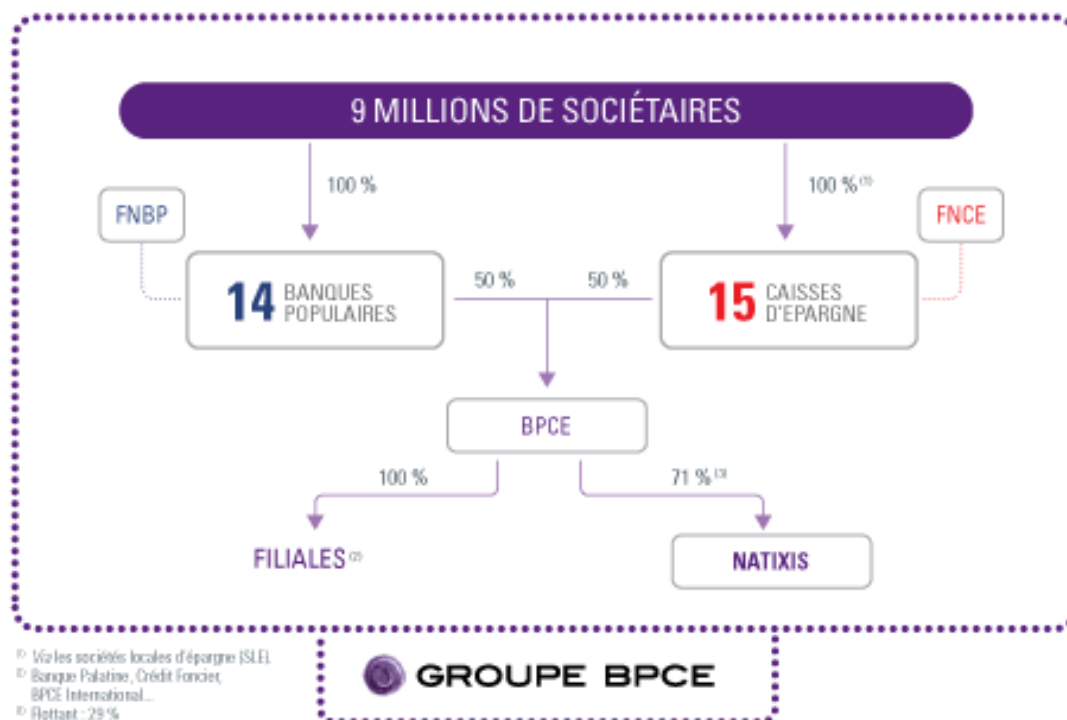 9 MILLIONS DE SOCIÉTAIRES
100 %
100 % (1)
FNBP
FNCE
14 BANQUES
POPULAIRES
50 %
50 %
15 CAISSES
D'EPARGNE
BPCE
100 %
71 % (3)
FILIALES (2)
NATIXIS
(1) Via les sociétés locales d'épargne (SLE).
(2) Banque Palatine, Crédit Foncier,
BPCE International...
(3) Flottant : 29 %
GROUPE BPCE